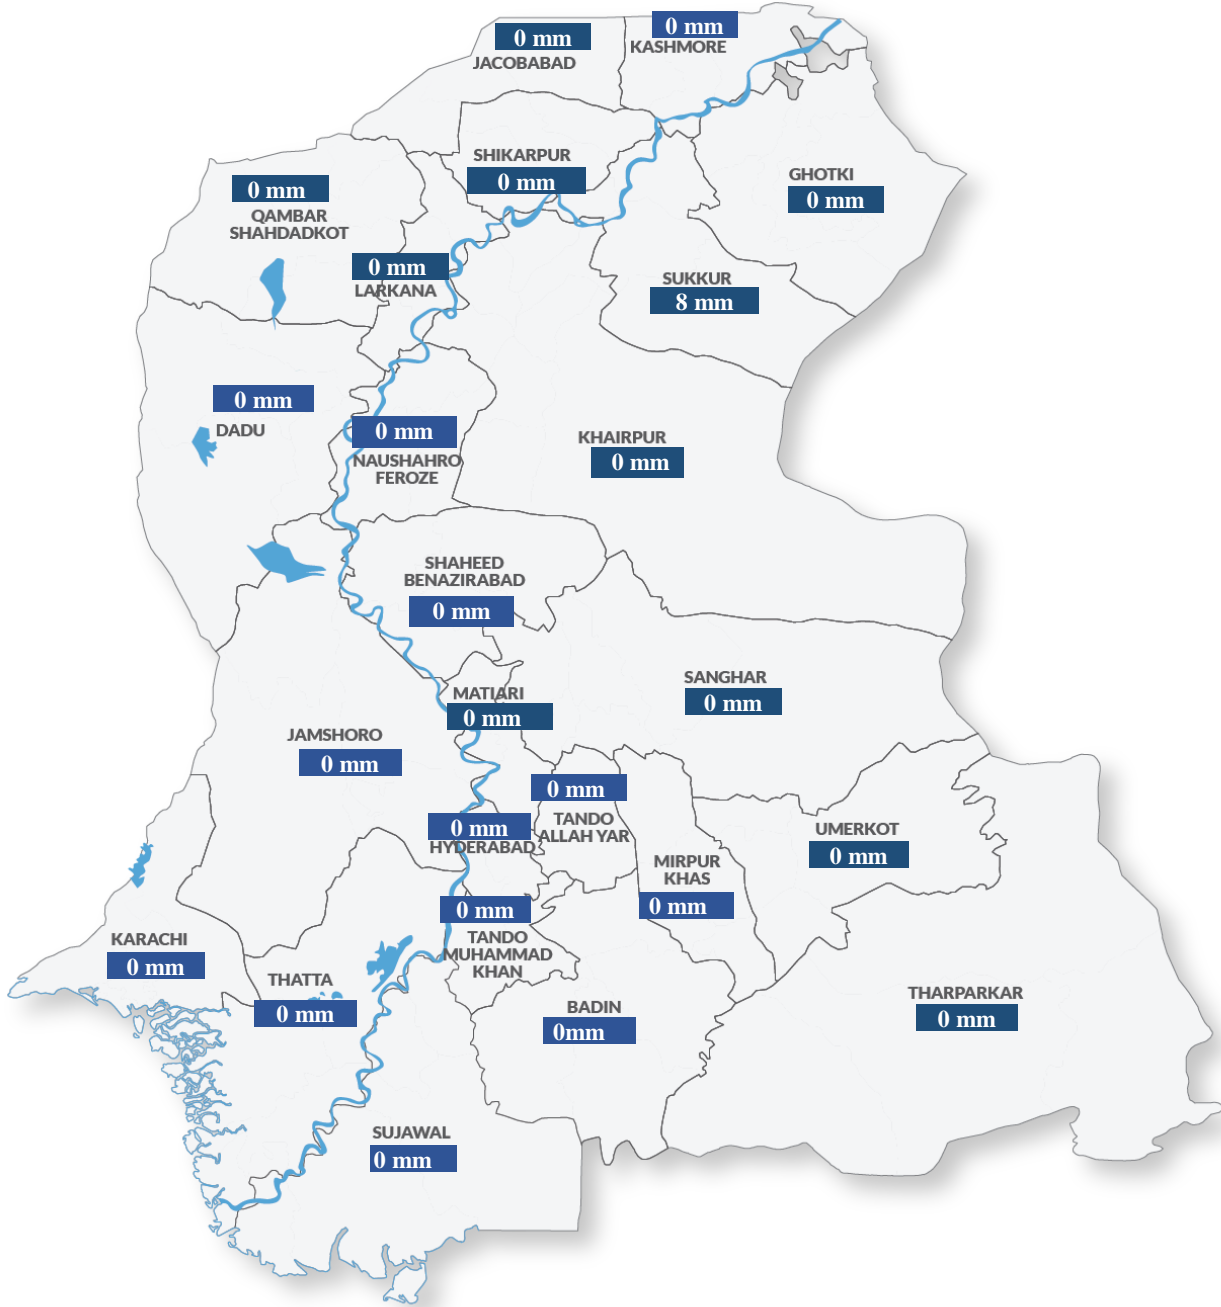 0 mm
KASHMORE
0 mm
JACOBABAD
SHIKARPUR
0 mm
GHOTKI
0 mm
0 mm
QAMBAR
SHAHDADKOT
0 mm
LARKANA
SUKKUR
8 mm
0 mm
DADU
0 mm
NAUSHAHRO
FEROZE
KHAIRPUR
0 mm
SHAHEED
BENAZIRABAD
0 mm
SANGHAR
0 mm
MATIARI
0 mm
JAMSHORO
0 mm
0 mm
TANDO
ALLAH YAR
0 mm
HYDERABAD
UMERKOT
0 mm
MIRPUR
KHAS
0 mm
0 mm
TANDO
MUHAMMAD
KHAN
KARACHI
0 mm
THATTA
0 mm
BADIN
0mm
THARPARKAR
0 mm
SUJAWAL
0 mm